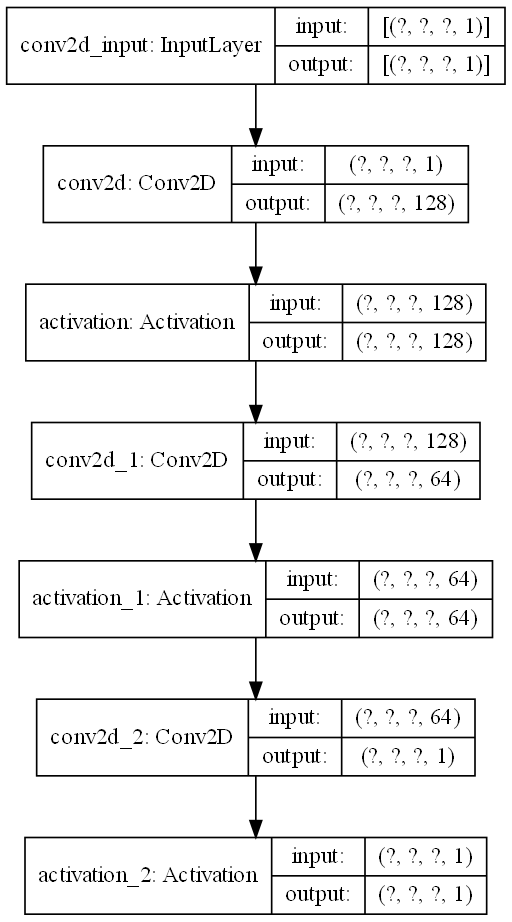 conv2d_input: InputLayer
input: [(?, ?, ?, 1)]
output: [(?, ?, ?, 1)]
conv2d: Conv2D
input: (?, ?, ?, 1)
output: (?, ?, ?, 128)
activation: Activation
input: (?, ?, ?, 128)
output: (?, ?, ?, 128)
conv2d_1: Conv2D
input: (?, ?, ?, 128)
output: (?, ?, ?, 64)
activation_1: Activation
input: (?, ?, ?, 64)
output: (?, ?, ?, 64)
conv2d_2: Conv2D
input: (?, ?, ?, 64)
output: (?, ?, ?, 1)
activation_2: Activation
input: (?, ?, ?, 1)
output: (?, ?, ?, 1)